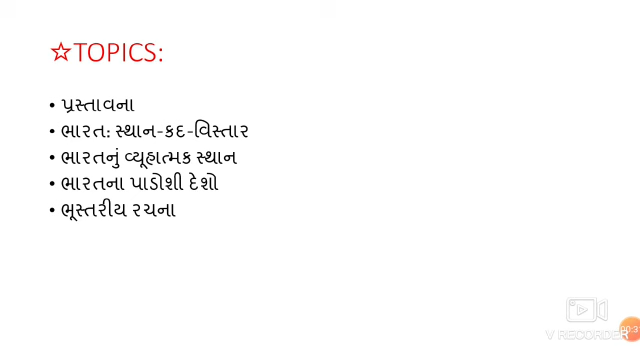 ☆TOPICS:
• પ્રસ્તાવના
• ભારત: સ્થાન-કદ-વિસ્તાર
• ભારતનું વ્યૂહાત્મક સ્થાન
• ભારતના પાડોશી દેશો
• ભૂસ્તરીય રચના
V RECORDER